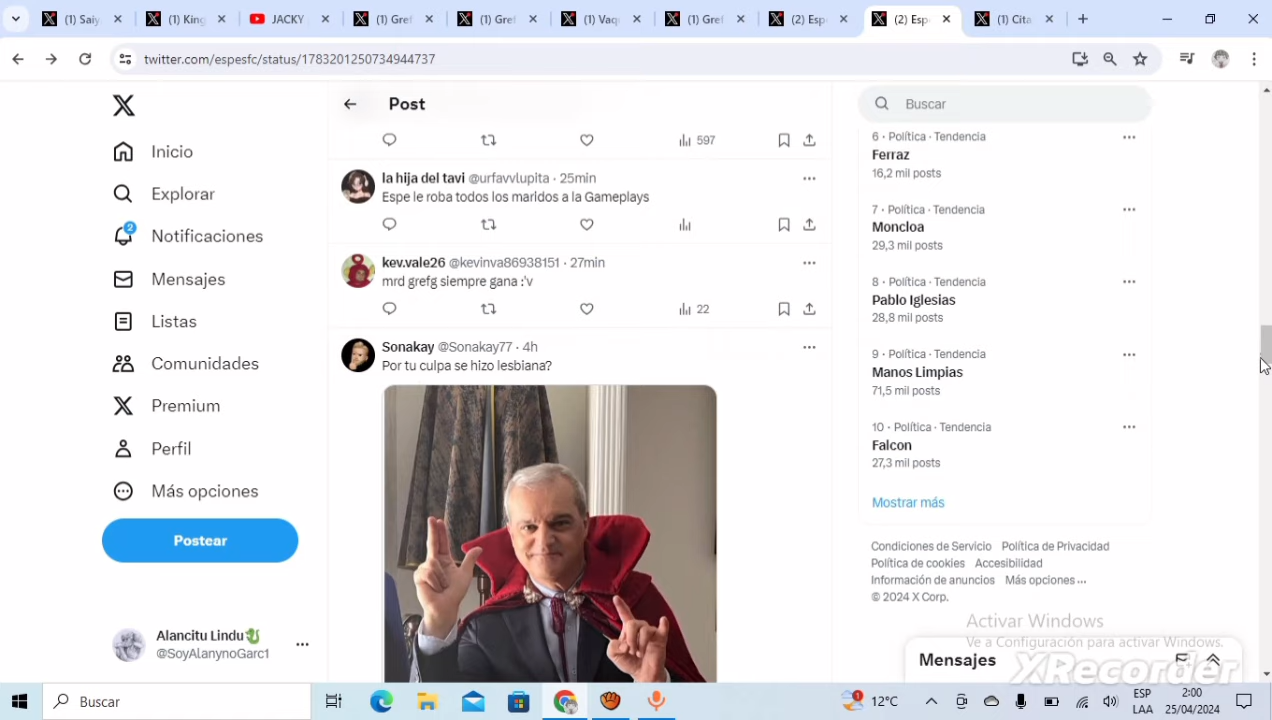 (1) Saiy
(1) King
JACKY
(1) Gref
(1) Gref
(1) Vaq
(1) Gref
(2) Espe
(2) Esp
(1) Cita
twitter.com/espesfc/status/1783201250734944737
Post
Buscar
Inicio
Explorar
2
Notificaciones
Mensajes
Listas
Comunidades
Premium
Perfil
Más opciones
Postear
Alancitu Lindu
@SoyAlanynoGarc1
597
la hija del tavi @urfavvlupita · 25min
Espe le roba todos los maridos a la Gameplays
kev.vale26 @kevinva86938151 · 27min
mrd grefg siempre gana :'v
22
Sonakay @Sonakay77 · 4h
Por tu culpa se hizo lesbiana?
6 · Política · Tendencia
Ferraz
16,2 mil posts
7 · Política · Tendencia
Moncloa
29,3 mil posts
8 · Política · Tendencia
Pablo Iglesias
28,8 mil posts
9 · Política · Tendencia
Manos Limpias
71,5 mil posts
10 · Política · Tendencia
Falcon
27,3 mil posts
Mostrar más
Condiciones de Servicio Política de Privacidad
Política de cookies Accesibilidad
Información de anuncios Más opciones ...
© 2024 X Corp.
Activar Windows
Ve a Configuración para activar Windows.
Mensajes
XRecorder
Buscar
1
12°C
ESP
LAA
2:00
25/04/2024